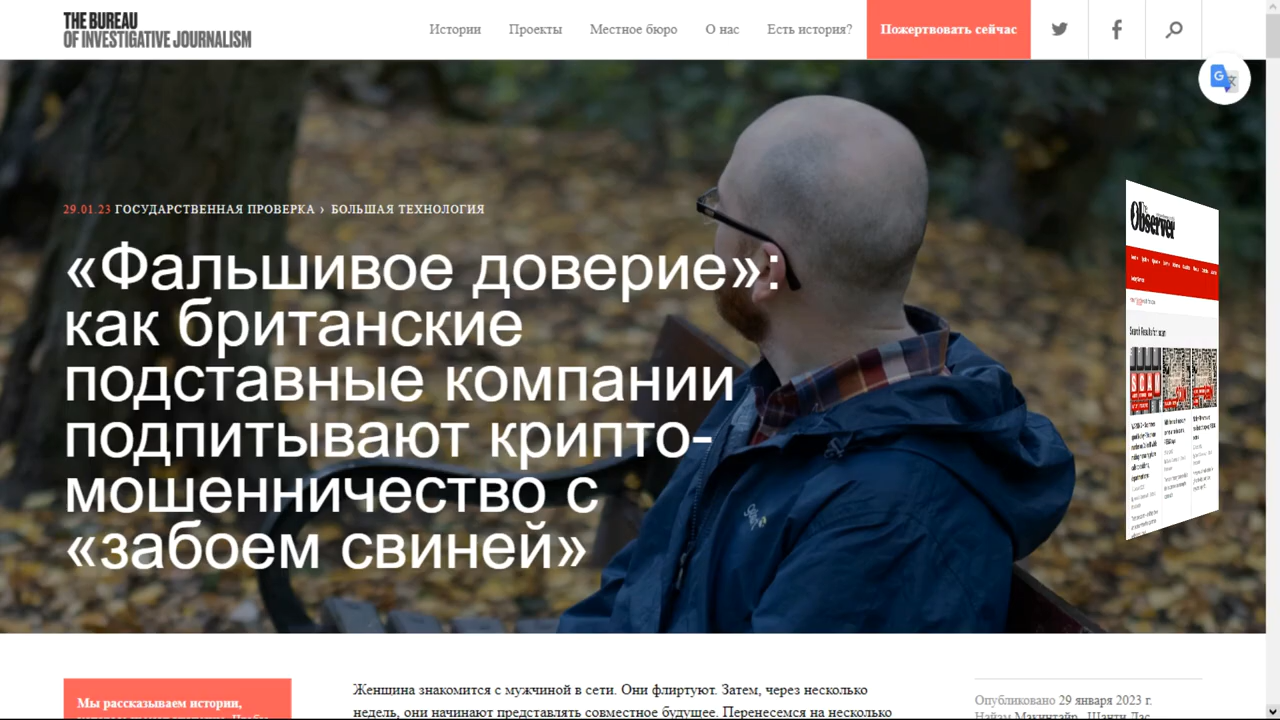 THE BUREAU
OF INVESTIGATIVE JOURNALISM
Истории Проекты Местное бюро О нас Есть история? Пожертвовать сейчас
29.01.23 ГОСУДАРСТВЕННАЯ ПРОВЕРКА › БОЛЬШАЯ ТЕХНОЛОГИЯ
«Фальшивое доверие»:
как британские
подставные компании
подпитывают крипто-
мошенничество с
«забоем свиней»
Observer
SCAM
Мы рассказываем истории,
Женщина знакомится с мужчиной в сети. Они флиртуют. Затем, через несколько
недель, они начинают представлять совместное будущее. Перенесемся на несколько
Опубликовано 29 января 2023 г.